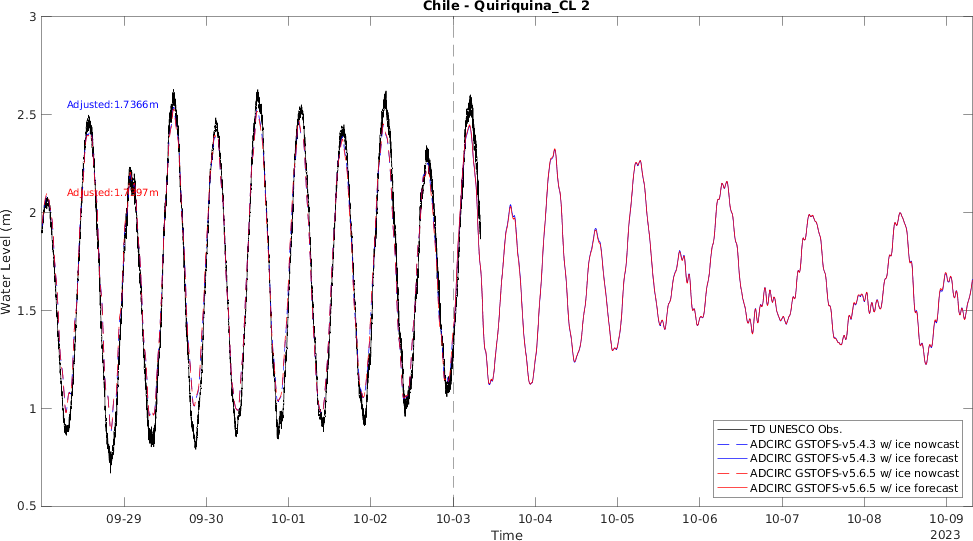 Chile - Quiriquina_CL 2
3
2.5
2
1.5
1
0.5
Water Level (m)
Adjusted:1.7366m
09-29
09-30
10-01
10-02
10-03
10-04
10-05
10-06
10-07
10-08
10-09
Time
2023
TD UNESCO Obs.
ADCIRC GSTOFS-v5.4.3 w/ ice nowcast
ADCIRC GSTOFS-v5.4.3 w/ ice forecast
ADCIRC GSTOFS-v5.6.5 w/ ice nowcast
ADCIRC GSTOFS-v5.6.5 w/ ice forecast